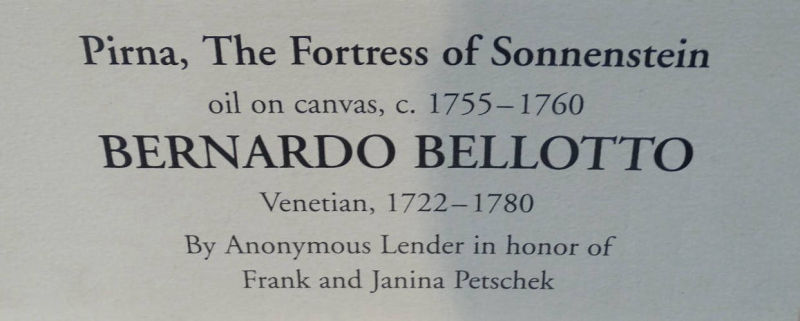 Pirna, The Fortress of Sonnenstein
oil on canvas, c. 1755–1760
BERNARDO BELLOTTO
Venetian, 1722–1780
By Anonymous Lender in honor of
Frank and Janina Petschek